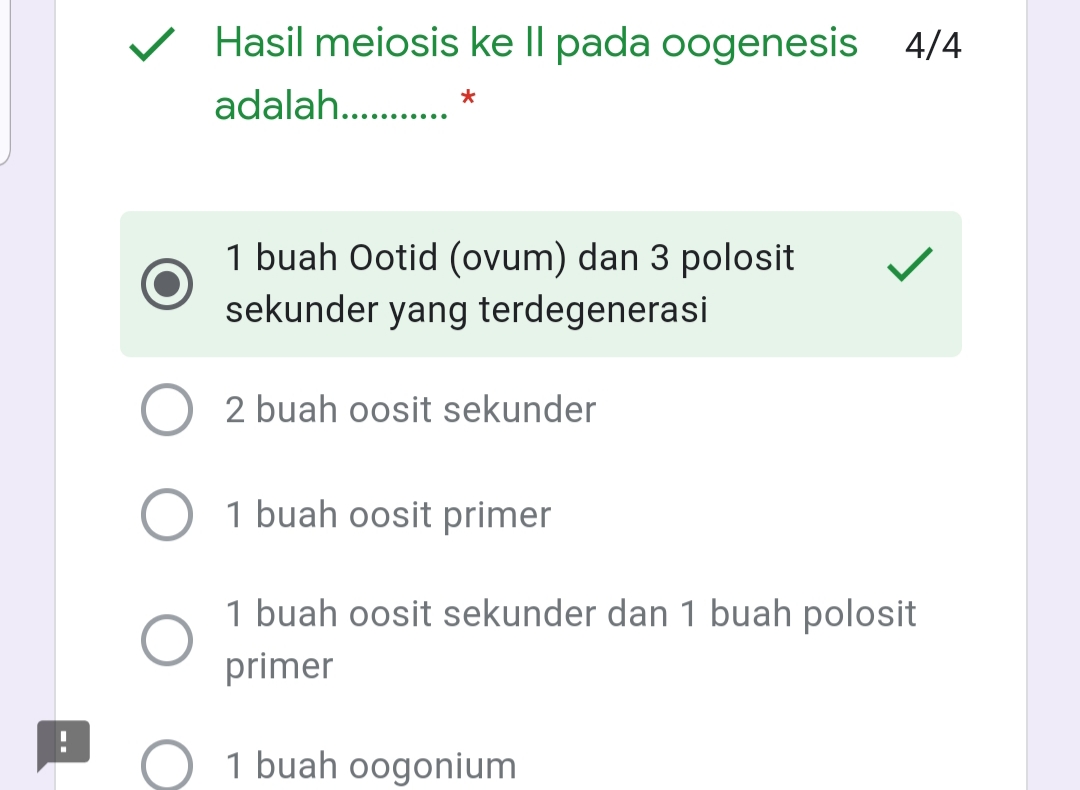 Hasil meiosis ke II pada oogenesis 4/4
adalah........... *
1 buah Ootid (ovum) dan 3 polosit
sekunder yang terdegenerasi
2 buah oosit sekunder
1 buah oosit primer
1 buah oosit sekunder dan 1 buah polosit
primer
1 buah oogonium